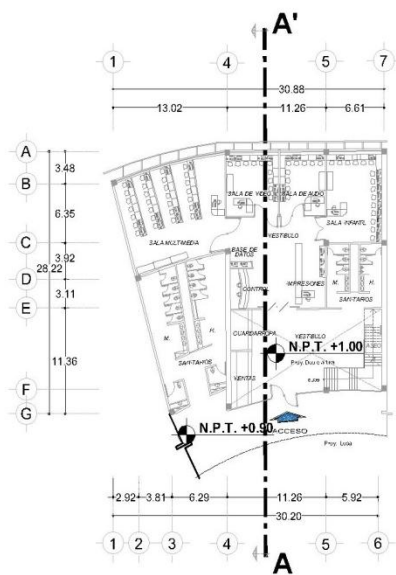 A'
1 4 5 7
30.88
13.02 11.26 6.61
A
B
C
D
E
F
G
3.48
6.35
3.92
28.22
3.11
11.36
SALA DE VIDEO
SALA DE AUDIO
SALA MULTIMEDIA
VESTIBULO
SALA INFANTIL
BASE DE
DATOS
CONTROL
IMPRESIONES
SANITARIOS
M. H.
GUARDARROPA
VESTIBULO
N.P.T. +1.00
SANITARIOS
VENTAS
N.P.T. +0.90
ACCESO
2.92 3.81 6.29 11.26 5.92
30.20
1 2 3 4 5 6
A